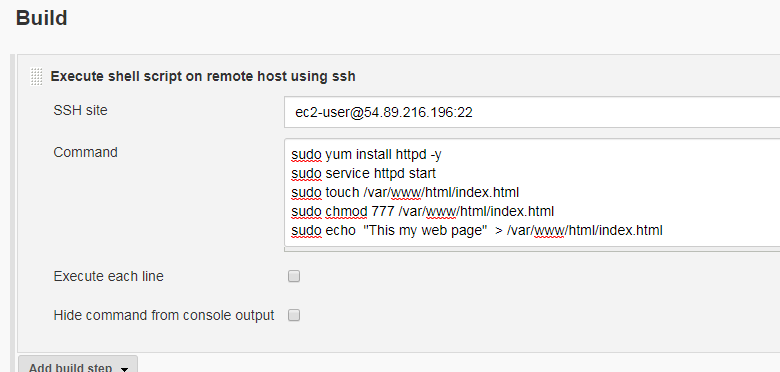 Build
Execute shell script on remote host using ssh
SSH site
ec2-user@54.89.216.196:22
Command
sudo yum install httpd -y
sudo service httpd start
sudo touch /var/www/html/index.html
sudo chmod 777 /var/www/html/index.html
sudo echo  "This my web page"  > /var/www/html/index.html
Execute each line
Hide command from console output
Add build step